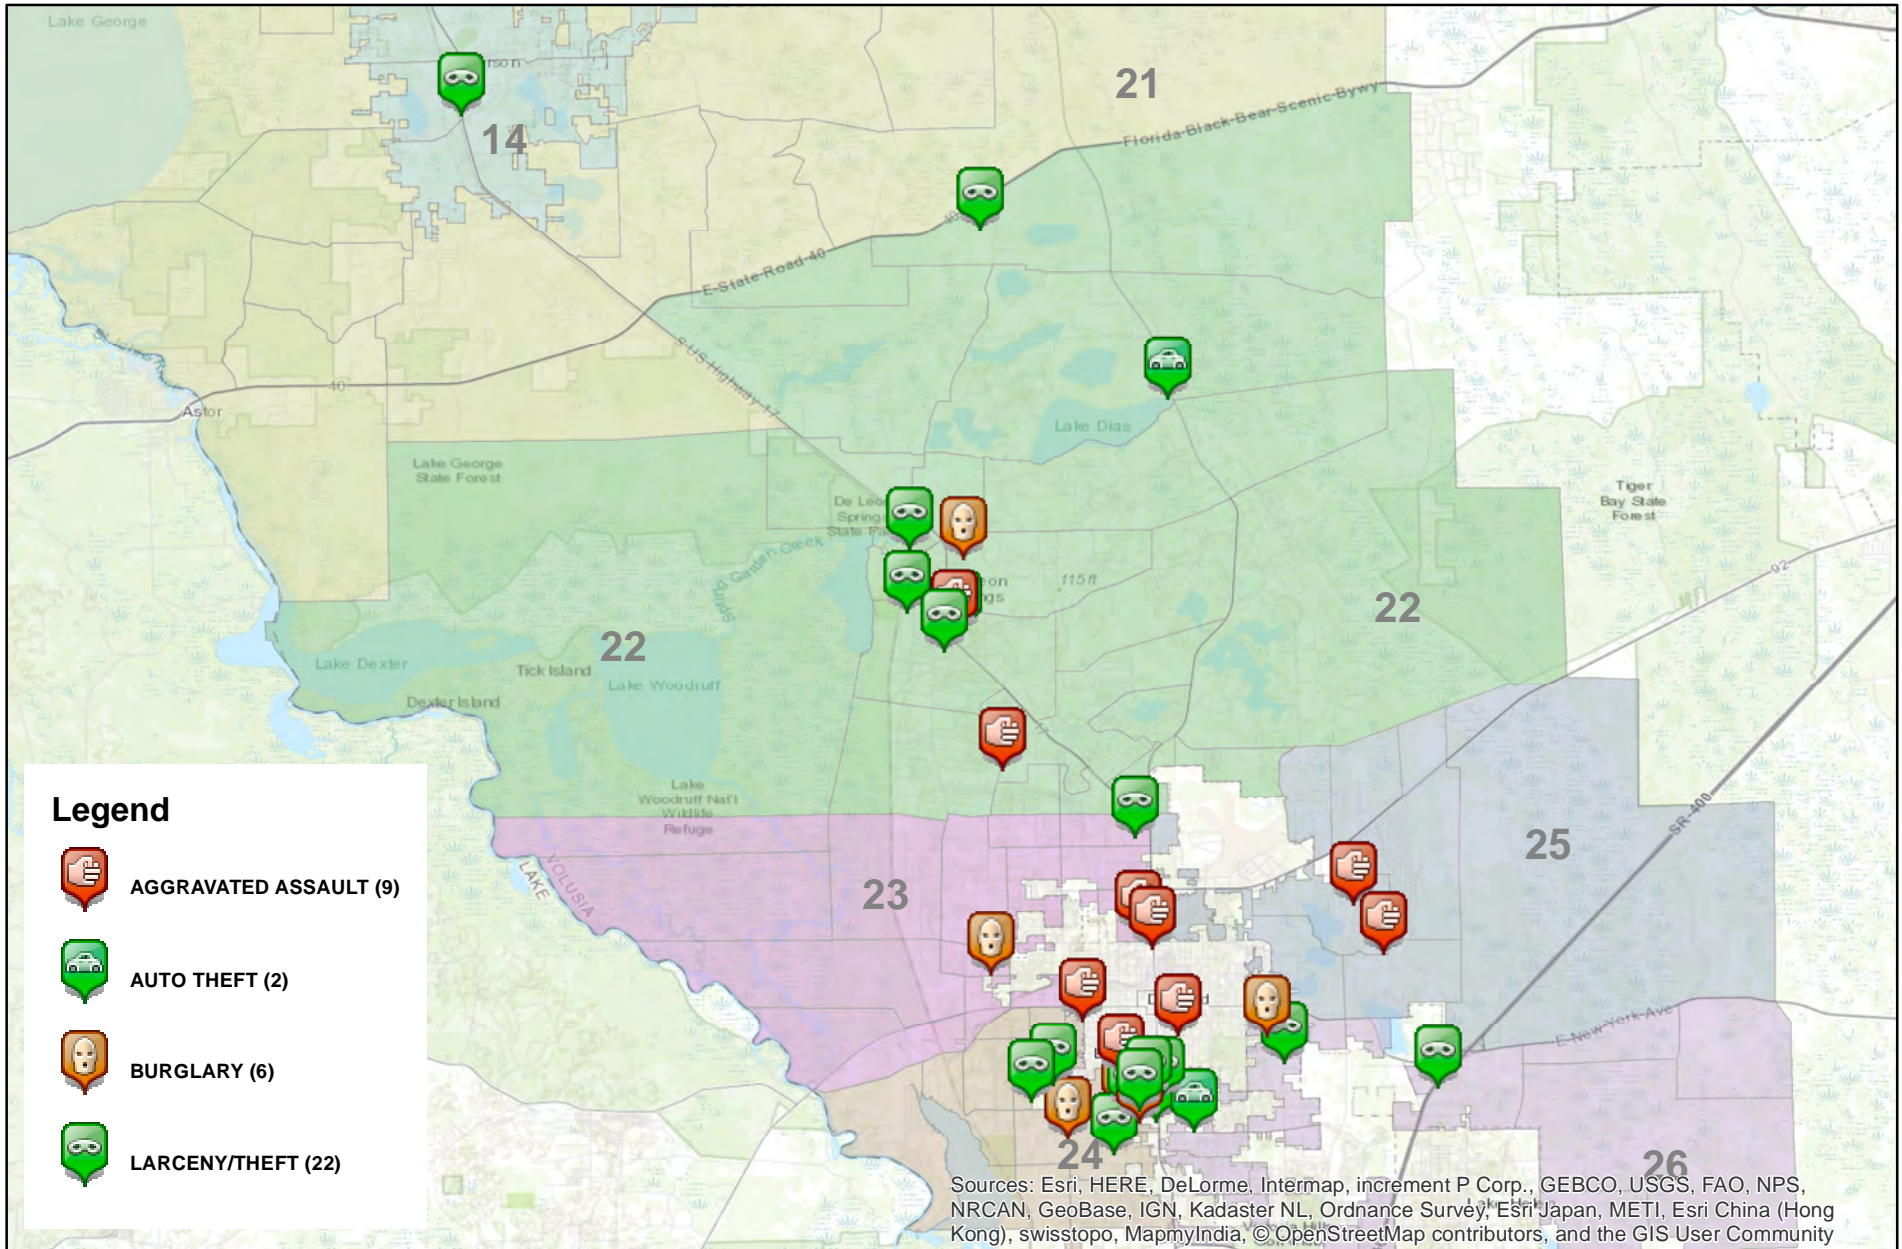 Lake George
21
Florida-Black-Bear-Scenic-Bywy
14
40
E-State-Road-40
S-US-Highway-17
40
Astor
Lake Dias
Lake George
State Forest
Tiger
Bay State
Forest
Spring Garden Creek
115 ft
92
22
22
Lake Dexter
Tick Island
Lake Woodruff
Dexter Island
17
Lake
Woodruff Nat'l
Wildlife
Refuge
SR-400
25
23
VOLUSIA
LAKE
E-New York-Ave
24
26
Legend
AGGRAVATED ASSAULT (9)
AUTO THEFT (2)
BURGLARY (6)
LARCENY/THEFT (22)
Sources: Esri, HERE, DeLorme, Intermap, increment P Corp., GEBCO, USGS, FAO, NPS,
NRCAN, GeoBase, IGN, Kadaster NL, Ordnance Survey, Esri Japan, METI, Esri China (Hong
Kong), swisstopo, MapmyIndia, © OpenStreetMap contributors, and the GIS User Community